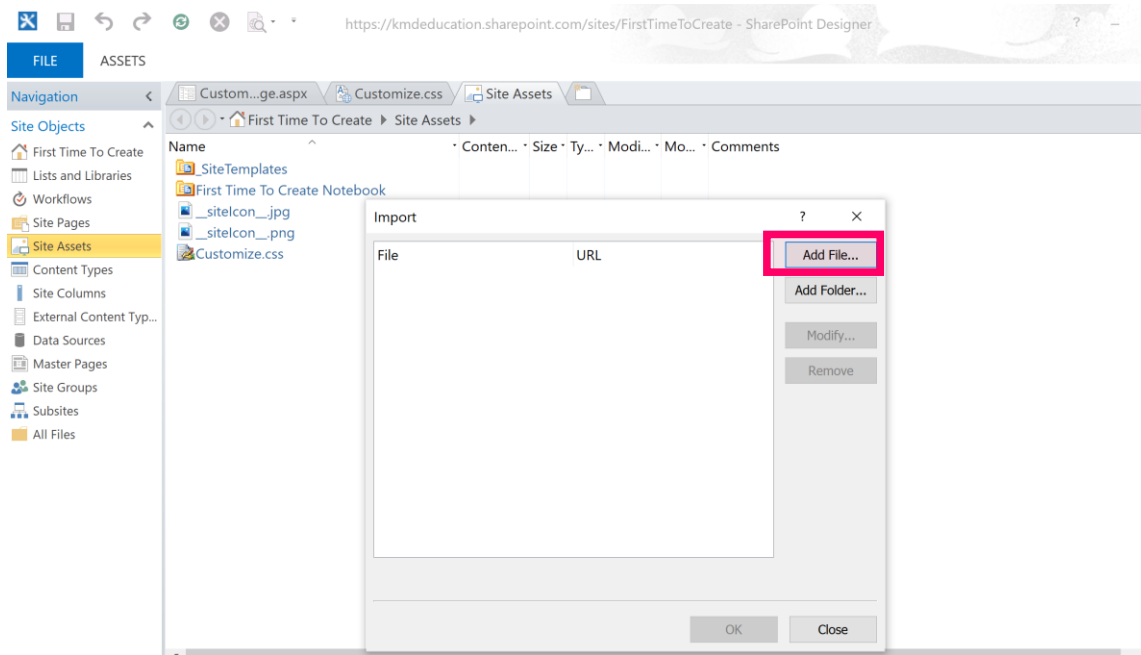 https://kmdeducation.sharepoint.com/sites/FirstTimeToCreate - SharePoint Designer
?
FILE ASSETS
Navigation
Custom...ge.aspx Customize.css Site Assets
Site Objects
First Time To Create Site Assets
First Time To Create
Lists and Libraries
Workflows
Site Pages
Site Assets
Content Types
Site Columns
External Content Typ...
Data Sources
Master Pages
Site Groups
Subsites
All Files
Name Conten... Size Ty... Modi... Mo... Comments
_SiteTemplates
First Time To Create Notebook
__siteIcon__.jpg
__siteIcon__.png
Customize.css
Import ?
File URL
Add File...
Add Folder...
Modify...
Remove
OK Close